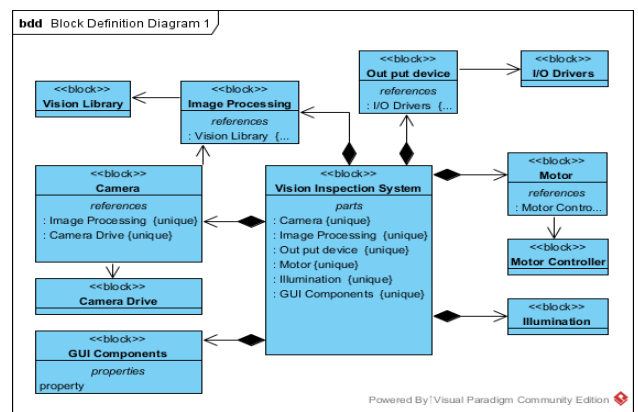 bdd Block Definition Diagram 1
<<block>>
Out put device
references
: I/O Drivers {...
<<block>>
I/O Drivers
<<block>>
Vision Library
<<block>>
Image Processing
references
: Vision Library {...
<<block>>
Camera
references
: Image Processing {unique}
: Camera Drive {unique}
<<block>>
Vision Inspection System
parts
: Camera {unique}
: Image Processing {unique}
: Out put device {unique}
: Motor {unique}
: Illumination {unique}
: GUI Components {unique}
<<block>>
Motor
references
: Motor Contro...
<<block>>
Motor Controller
<<block>>
Camera Drive
<<block>>
Illumination
<<block>>
GUI Components
properties
property
Powered By Visual Paradigm Community Edition